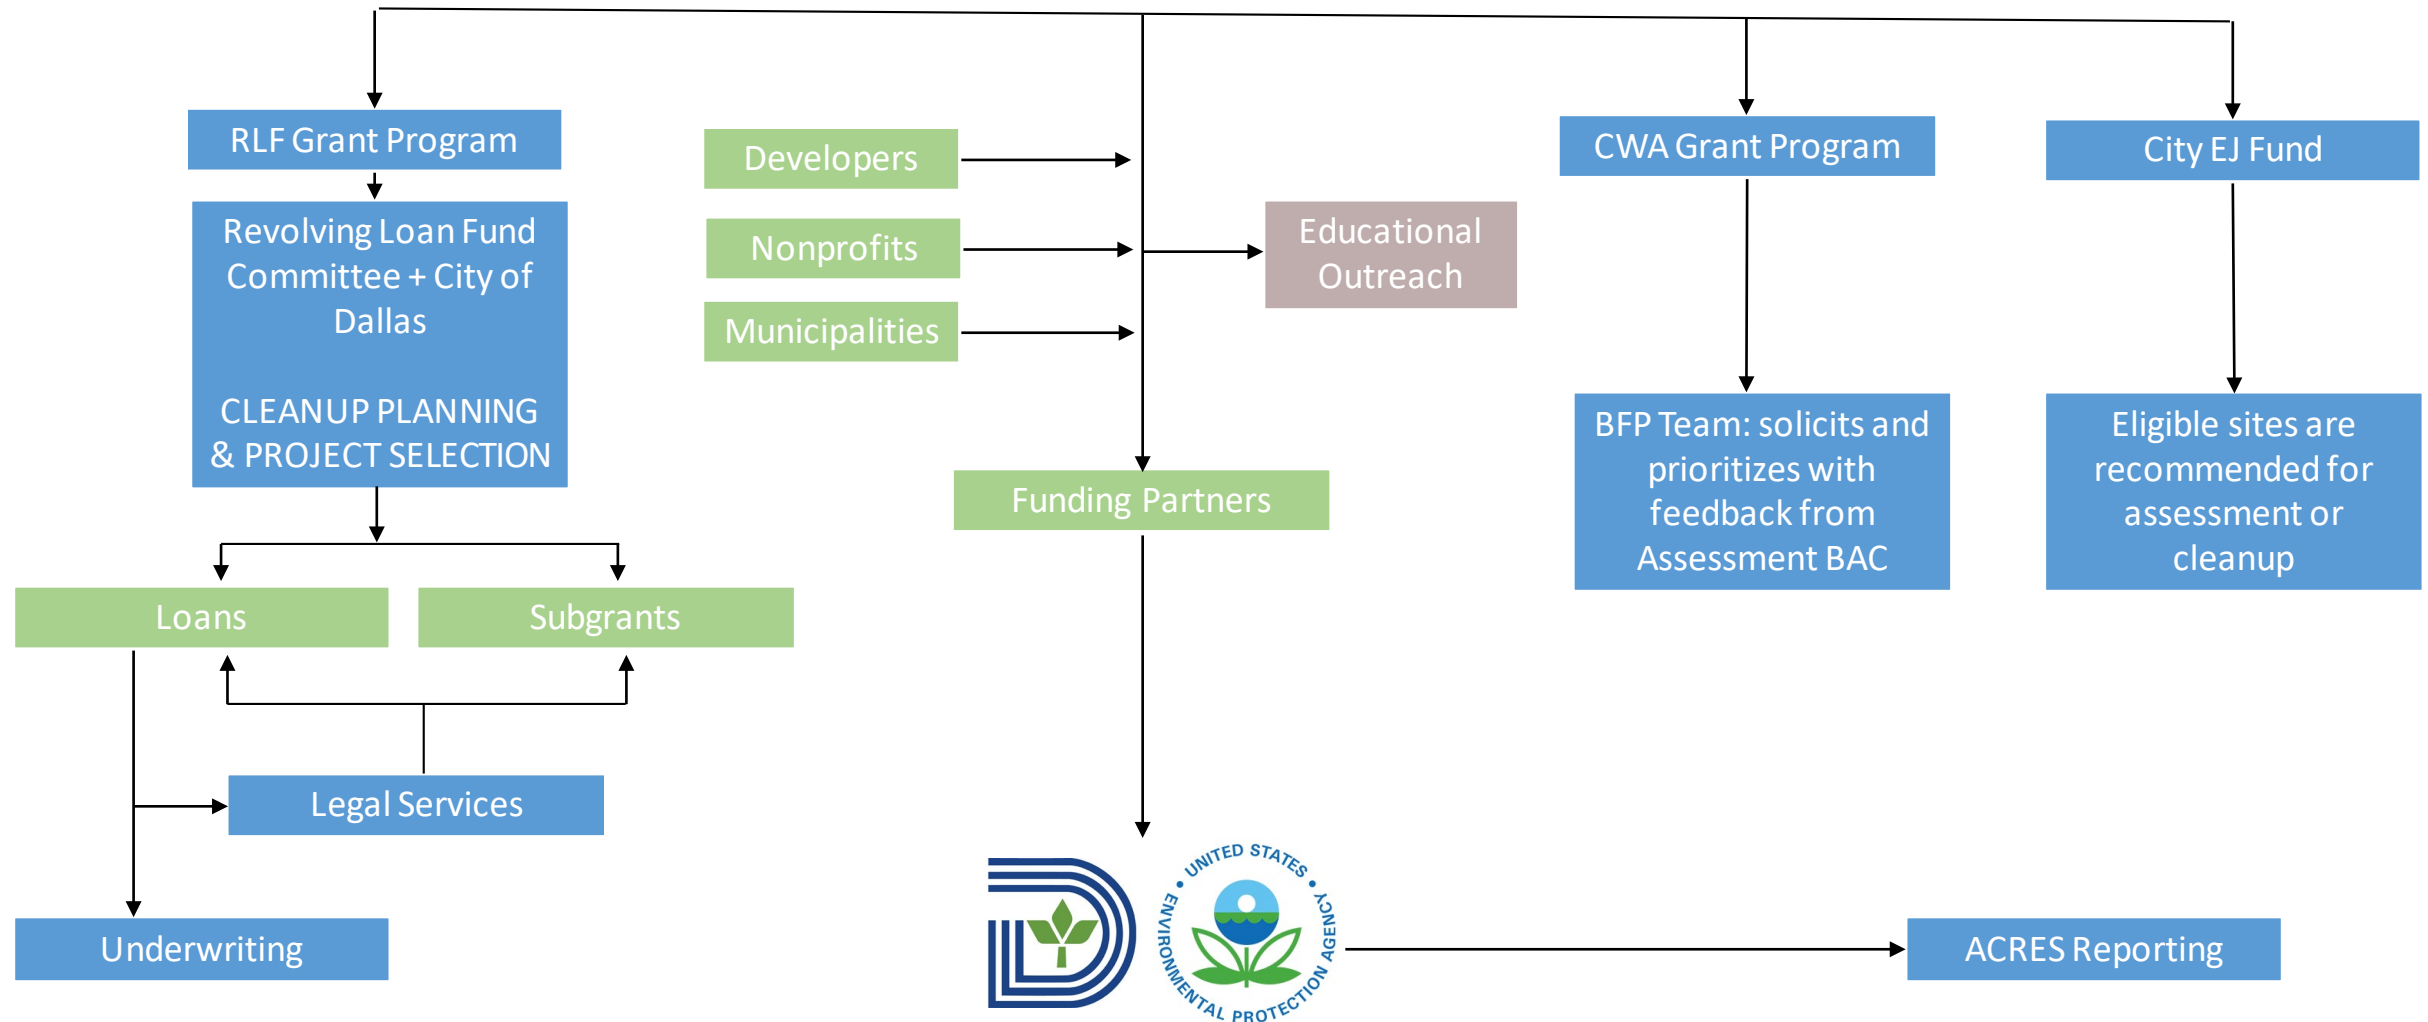 RLF Grant Program
Revolving Loan Fund
Committee + City of
Dallas
CLEANUP PLANNING
& PROJECT SELECTION
Loans
Subgrants
Legal Services
Underwriting
Developers
Nonprofits
Municipalities
Educational
Outreach
Funding Partners
UNITED STATES
ENVIRONMENTAL PROTECTION AGENCY
CWA Grant Program
BFP Team: solicits and
prioritizes with
feedback from
Assessment BAC
City EJ Fund
Eligible sites are
recommended for
assessment or
cleanup
ACRES Reporting